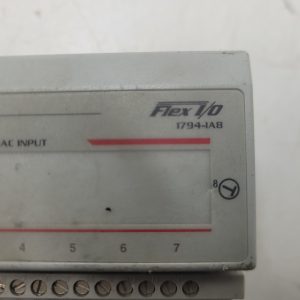 Flex I/O
1794-IA8
AC INPUT
8
4 5 6 7